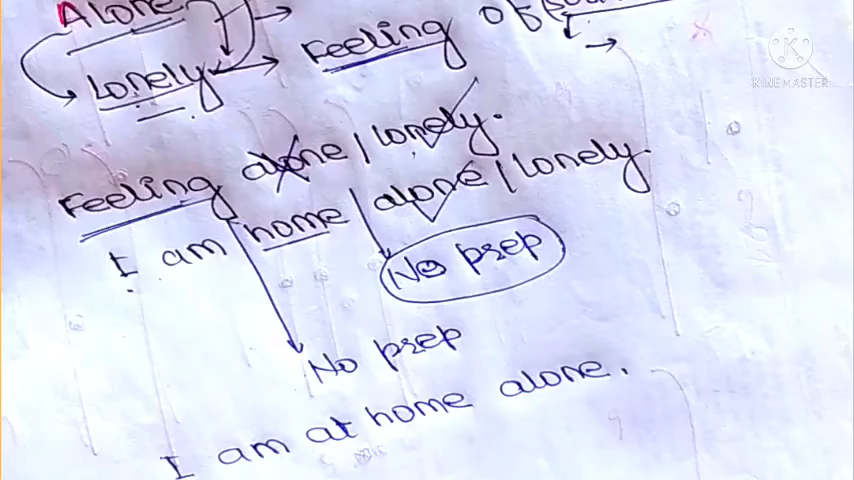 ALONE
Lonely → Feeling of
Feeling alone / lonely.
I am home alone / lonely.
No prep
No prep
I am at home alone.
KINEMASTER